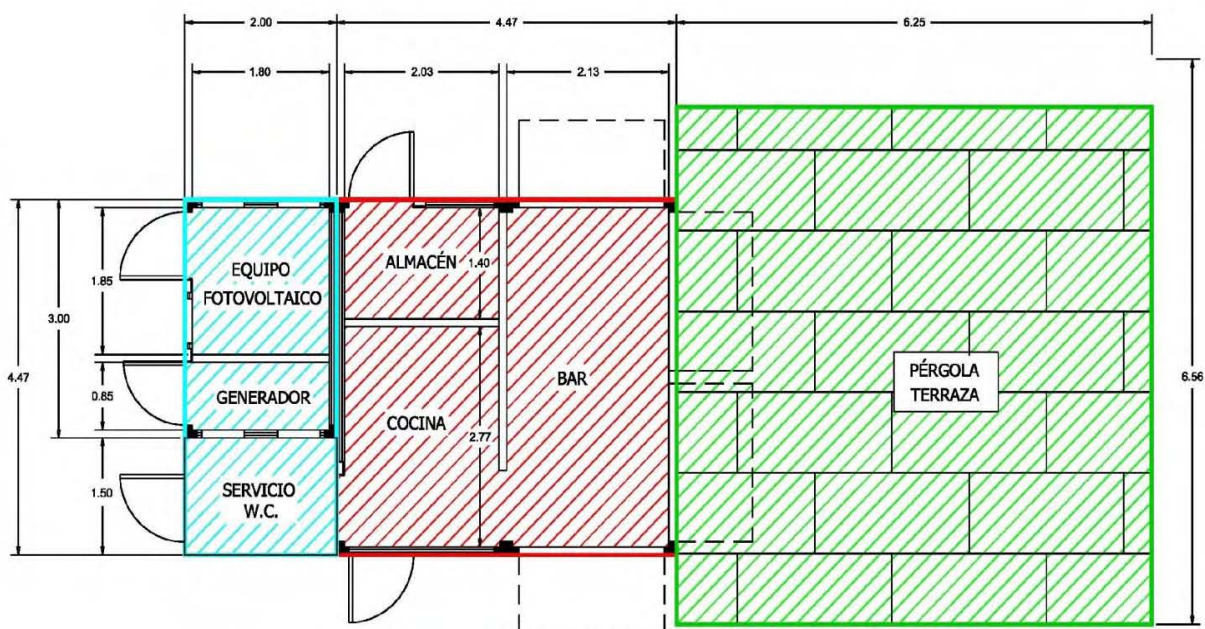 2.00
4.47
6.25
1.80
2.03
2.13
EQUIPO
FOTOVOLTAICO
ALMACÉN
1.40
1.85
3.00
4.47
6.56
PÉRGOLA
TERRAZA
BAR
0.85
GENERADOR
COCINA
2.77
1.50
SERVICIO
W.C.